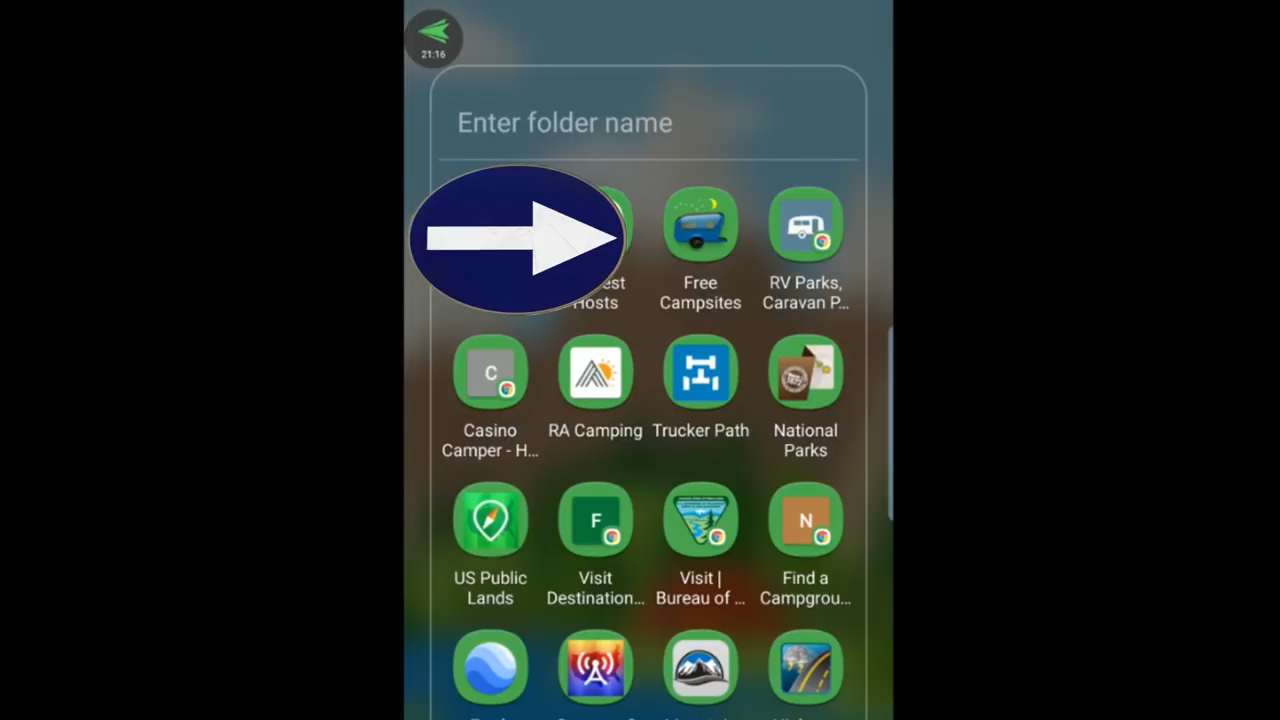 21:16
Enter folder name
Free
Campsites
RV Parks,
Caravan P...
Hosts
C
Casino
Camper - H...
RA Camping
Trucker Path
National
Parks
US Public
Lands
F
Visit
Destination...
Visit |
Bureau of ...
N
Find a
Campgrou...